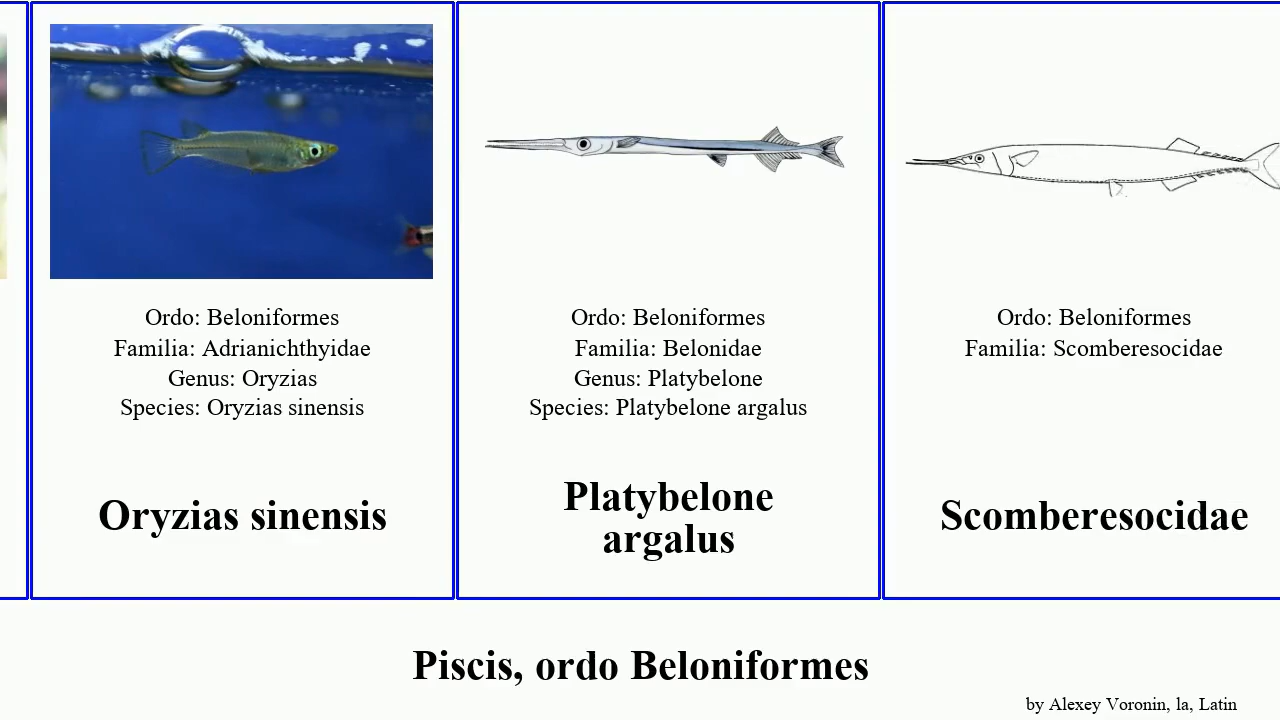 Ordo: Beloniformes
Familia: Adrianichthyidae
Genus: Oryzias
Species: Oryzias sinensis
Oryzias sinensis
Ordo: Beloniformes
Familia: Belonidae
Genus: Platybelone
Species: Platybelone argalus
Platybelone
argalus
Ordo: Beloniformes
Familia: Scomberesocidae
Scomberesocidae
Piscis, ordo Beloniformes
by Alexey Voronin, la, Latin